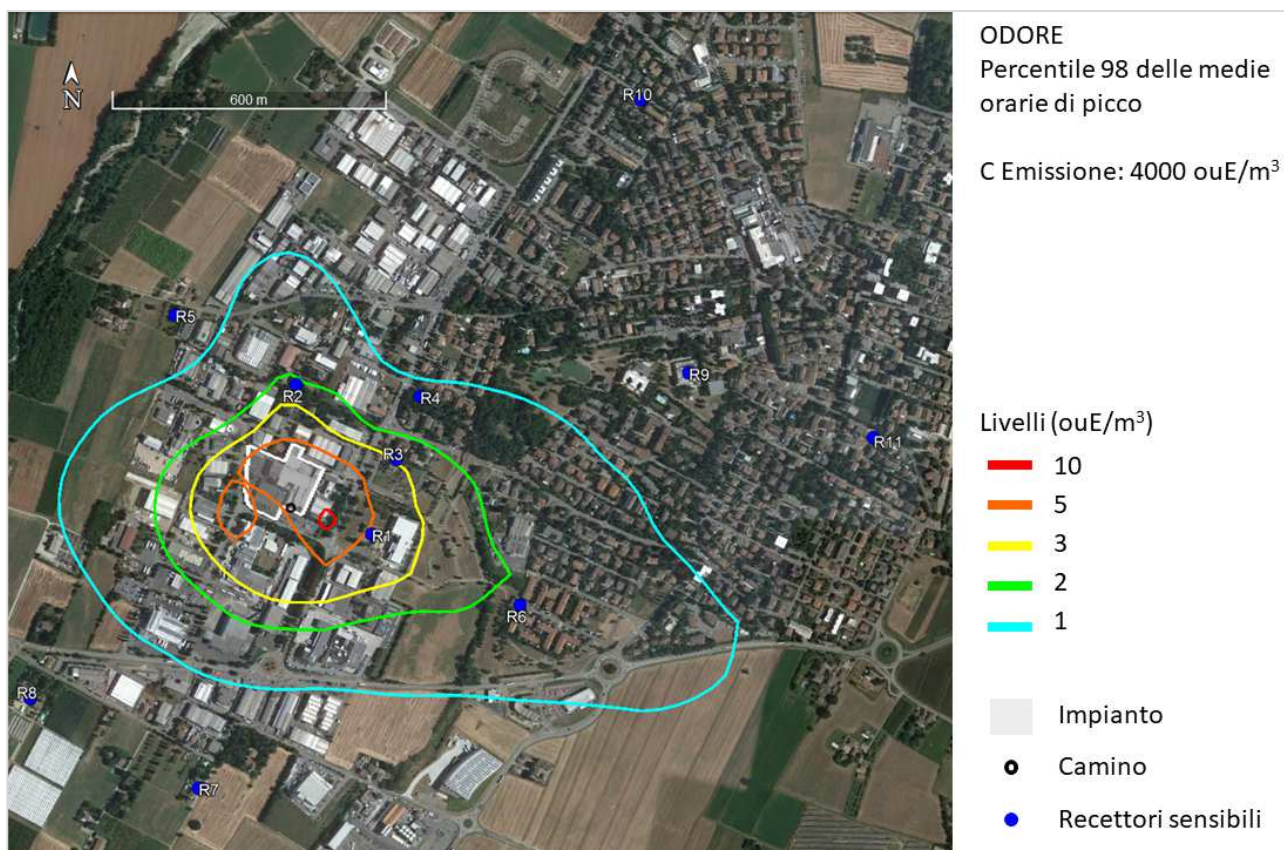 ODORE
Percentile 98 delle medie
orarie di picco
C Emissione: 4000 ouE/m³
N
600 m
R10
R5
R9
R2
R4
R11
R3
R1
R6
R8
R7
Livelli (ouE/m³)
10
5
3
2
1
Impianto
Camino
Recettori sensibili